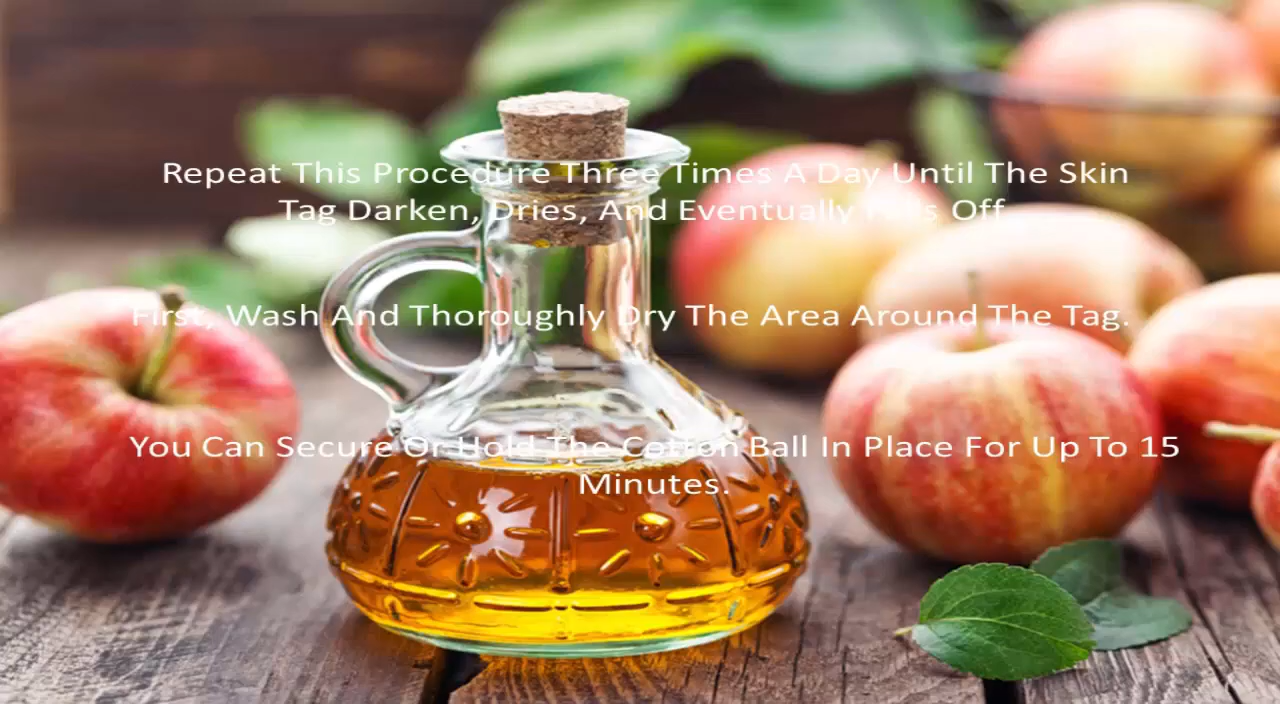 Repeat This Procedure Three Times A Day Until The Skin
Tag Darken, Dries, And Eventually Falls Off
First, Wash And Thoroughly Dry The Area Around The Tag.
You Can Secure Or Hold The Cotton Ball In Place For Up To 15
Minutes.